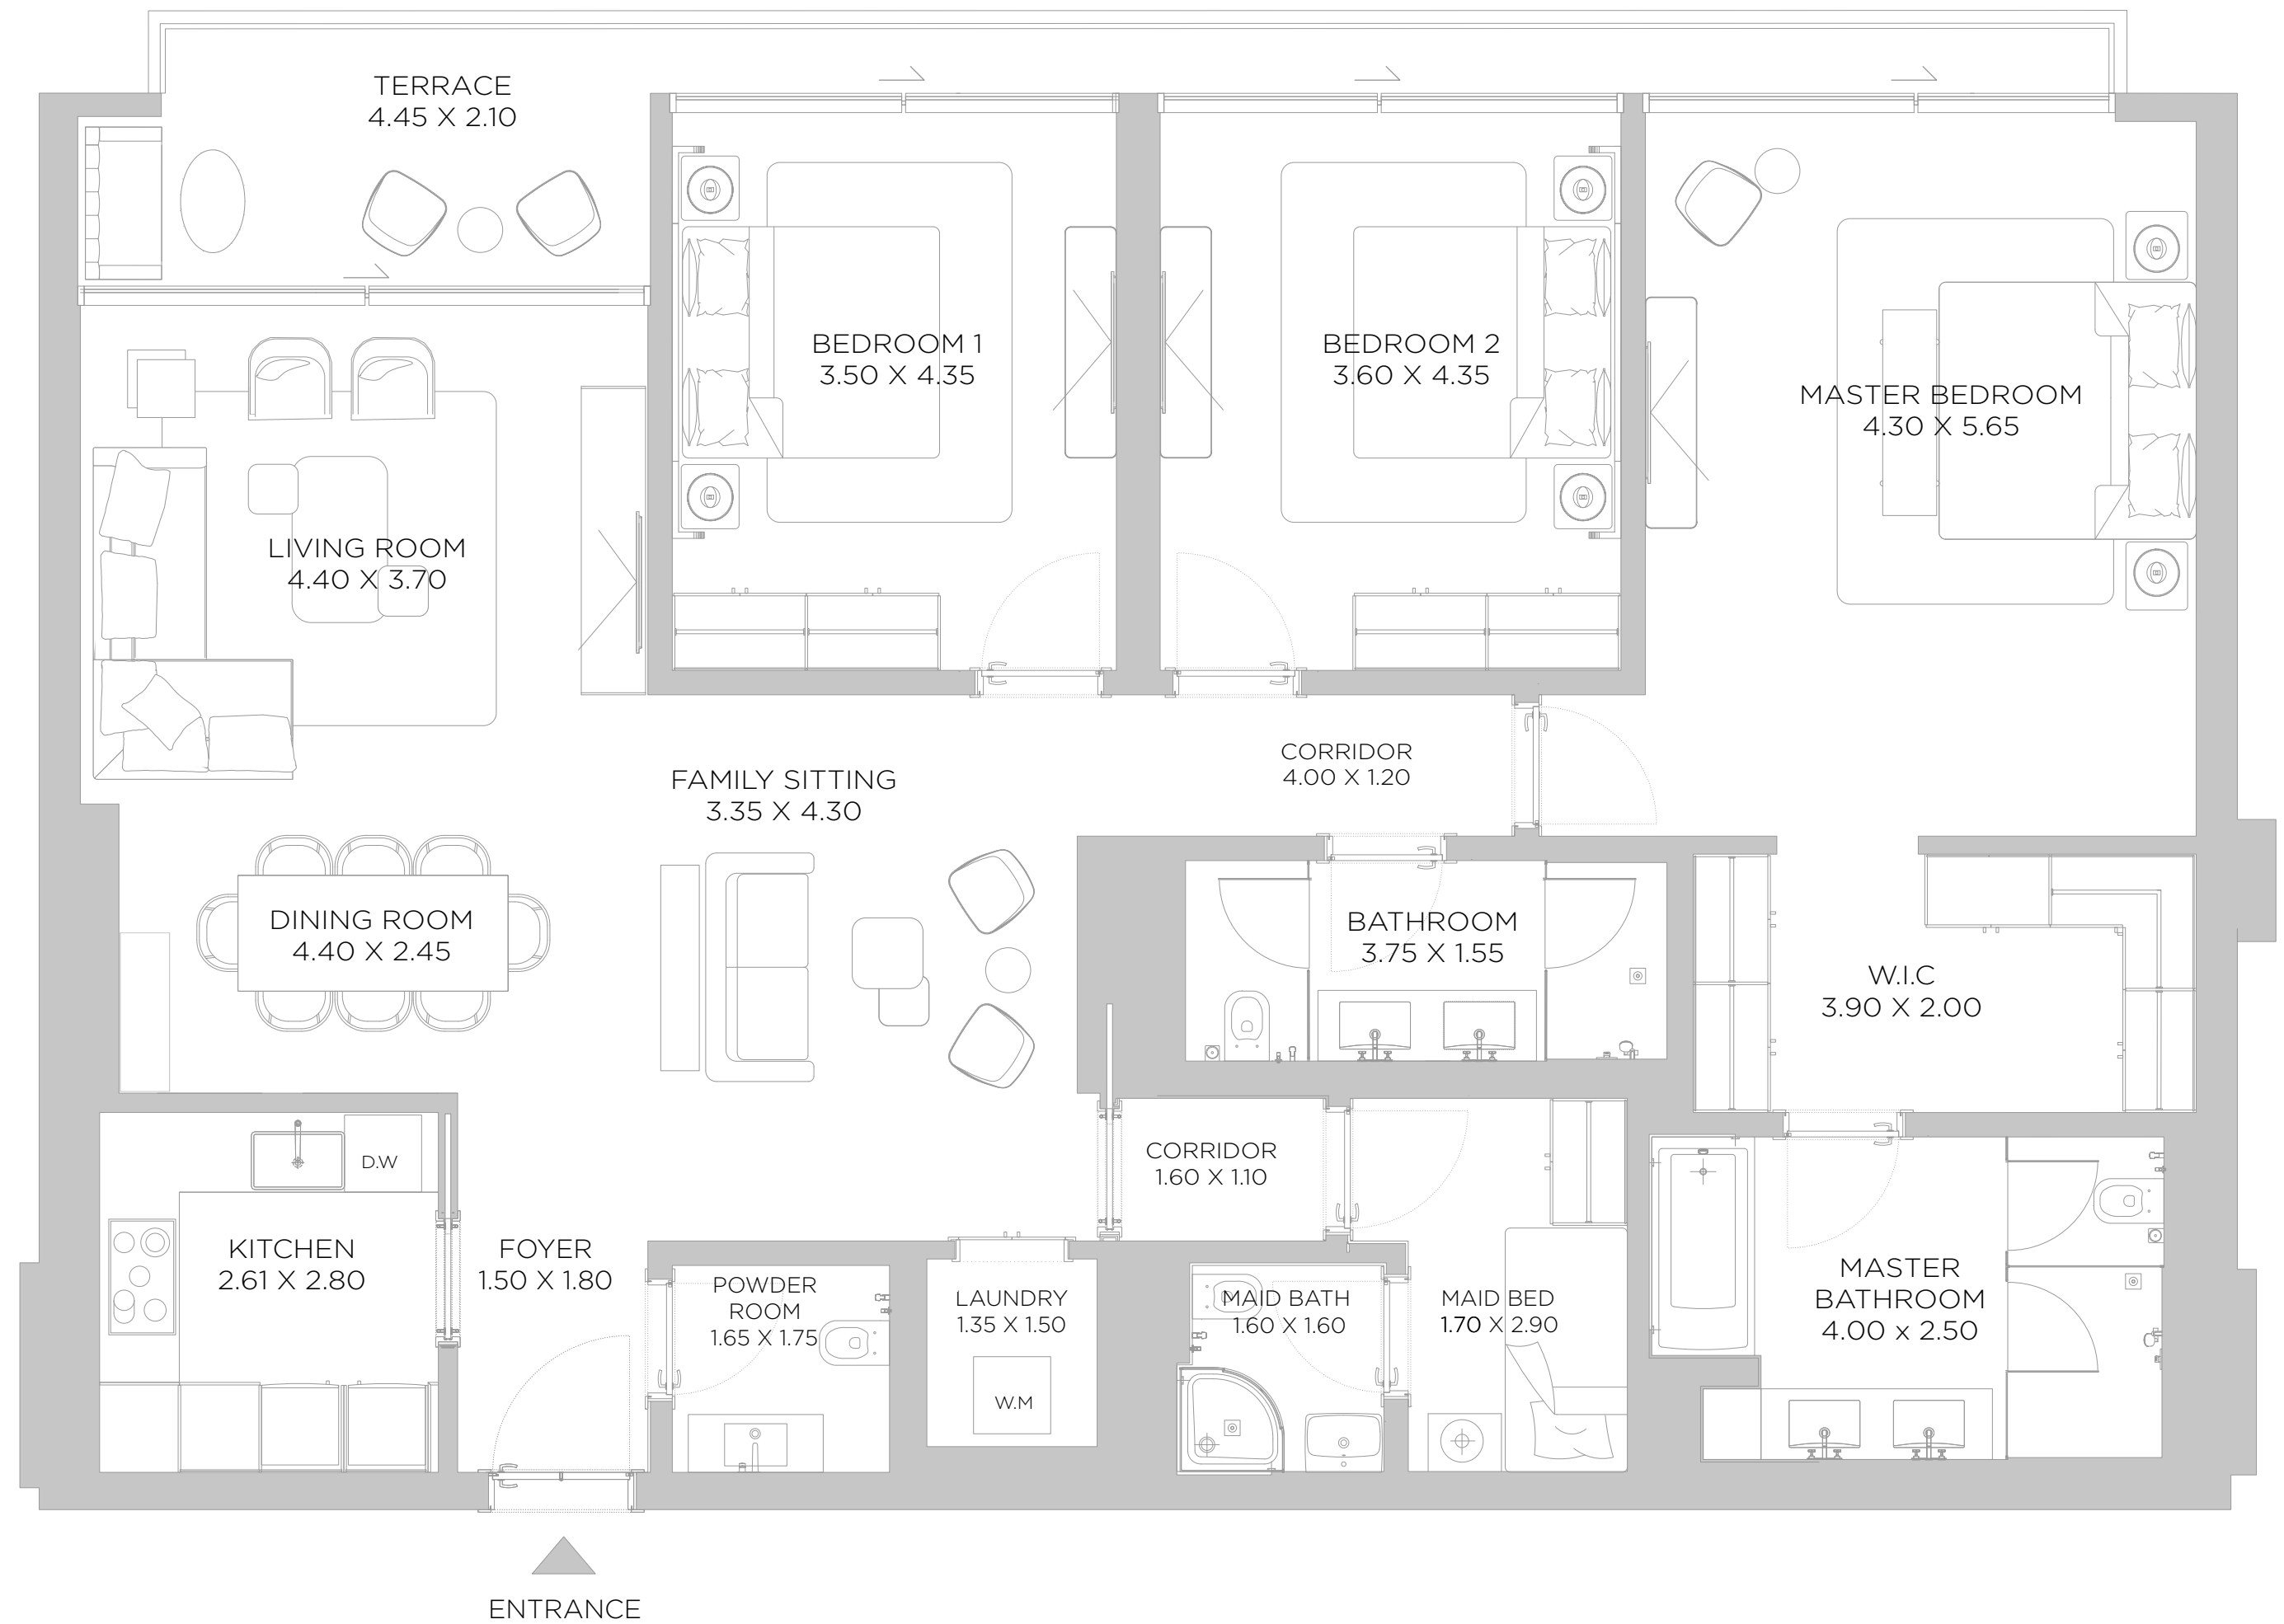 TERRACE
4.45 X 2.10
BEDROOM 1
3.50 X 4.35
BEDROOM 2
3.60 X 4.35
MASTER BEDROOM
4.30 X 5.65
LIVING ROOM
4.40 X 3.70
CORRIDOR
4.00 X 1.20
FAMILY SITTING
3.35 X 4.30
DINING ROOM
4.40 X 2.45
BATHROOM
3.75 X 1.55
W.I.C
3.90 X 2.00
D.W
CORRIDOR
1.60 X 1.10
KITCHEN
2.61 X 2.80
FOYER
1.50 X 1.80
POWDER
ROOM
1.65 X 1.75
LAUNDRY
1.35 X 1.50
W.M
MAID BATH
1.60 X 1.60
MAID BED
1.70 X 2.90
MASTER
BATHROOM
4.00 x 2.50
ENTRANCE